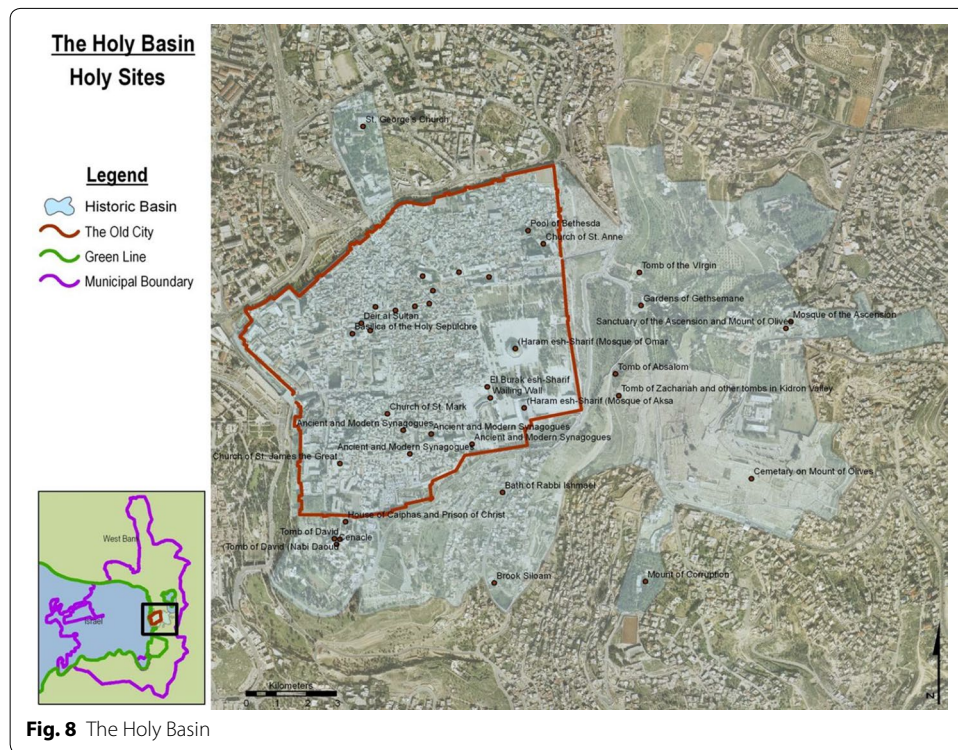 The Holy Basin
Holy Sites
Legend
Historic Basin
The Old City
Green Line
Municipal Boundary
St. George's Church
Pool of Bethesda
Church of St. Anne
Tomb of the Virgin
Gardens of Gethsemane
Mosque of the Ascension
Sanctuary of the Ascension and Mount of Olives
Deir al Sultan
Basilica of the Holy Sepulchre
(Haram esh-Sharif (Mosque of Omar
Tomb of Absalom
El Burak esh-Sharif
Tomb of Zachariah and other tombs in Kidron Valley
Wailing Wall
(Haram esh-Sharif (Mosque of Aksa
Church of St. Mark
Ancient and Modern Synagogues
Ancient and Modern Synagogues
Ancient and Modern Synagogues
Ancient and Modern Synagogues
Church of St. James the Great
Cemetary on Mount of Olives
Bath of Rabbi Ishmael
House of Caiphas and Prison of Christ
Tomb of David
Cenacle
(Tomb of David (Nabi Daoud
Brook Siloam
Mount of Corruption
West Bank
Israel
Kilometers
0 1 2 3
N
Fig. 8 The Holy Basin